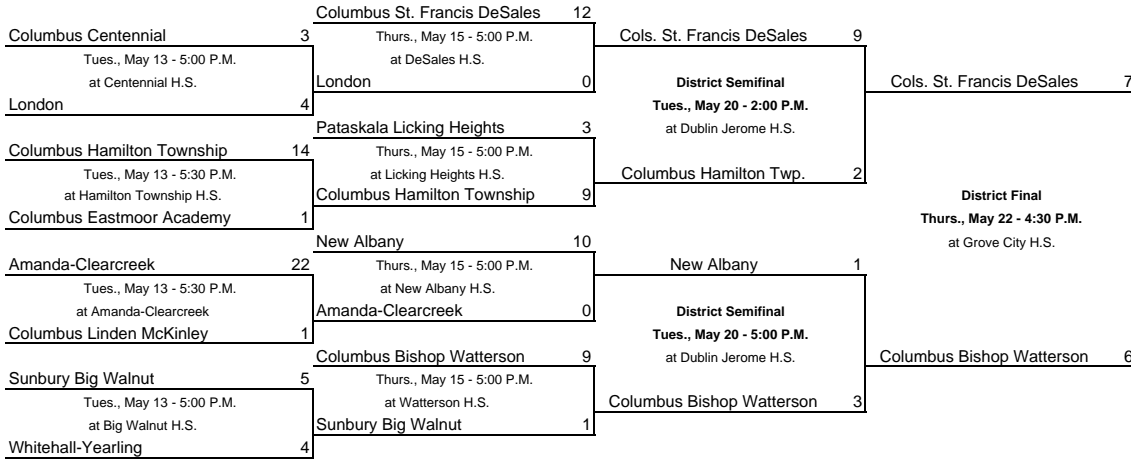 Columbus St. Francis DeSales 12
Columbus Centennial 3
Thurs., May 15 - 5:00 P.M.
Cols. St. Francis DeSales 9
Tues., May 13 - 5:00 P.M.
at DeSales H.S.
at Centennial H.S.
London 0
District Semifinal
Cols. St. Francis DeSales 7
London 4
Tues., May 20 - 2:00 P.M.
Pataskala Licking Heights 3
at Dublin Jerome H.S.
Columbus Hamilton Township 14
Thurs., May 15 - 5:00 P.M.
Tues., May 13 - 5:30 P.M.
at Licking Heights H.S.
Columbus Hamilton Twp. 2
at Hamilton Township H.S.
Columbus Hamilton Township 9
District Final
Columbus Eastmoor Academy 1
Thurs., May 22 - 4:30 P.M.
New Albany 10
at Grove City H.S.
Amanda-Clearcreek 22
Thurs., May 15 - 5:00 P.M.
New Albany 1
Tues., May 13 - 5:30 P.M.
at New Albany H.S.
at Amanda-Clearcreek
Amanda-Clearcreek 0
District Semifinal
Columbus Linden McKinley 1
Tues., May 20 - 5:00 P.M.
Columbus Bishop Watterson 9
at Dublin Jerome H.S.
Columbus Bishop Watterson 6
Sunbury Big Walnut 5
Thurs., May 15 - 5:00 P.M.
Tues., May 13 - 5:00 P.M.
at Watterson H.S.
Columbus Bishop Watterson 3
at Big Walnut H.S.
Sunbury Big Walnut 1
Whitehall-Yearling 4